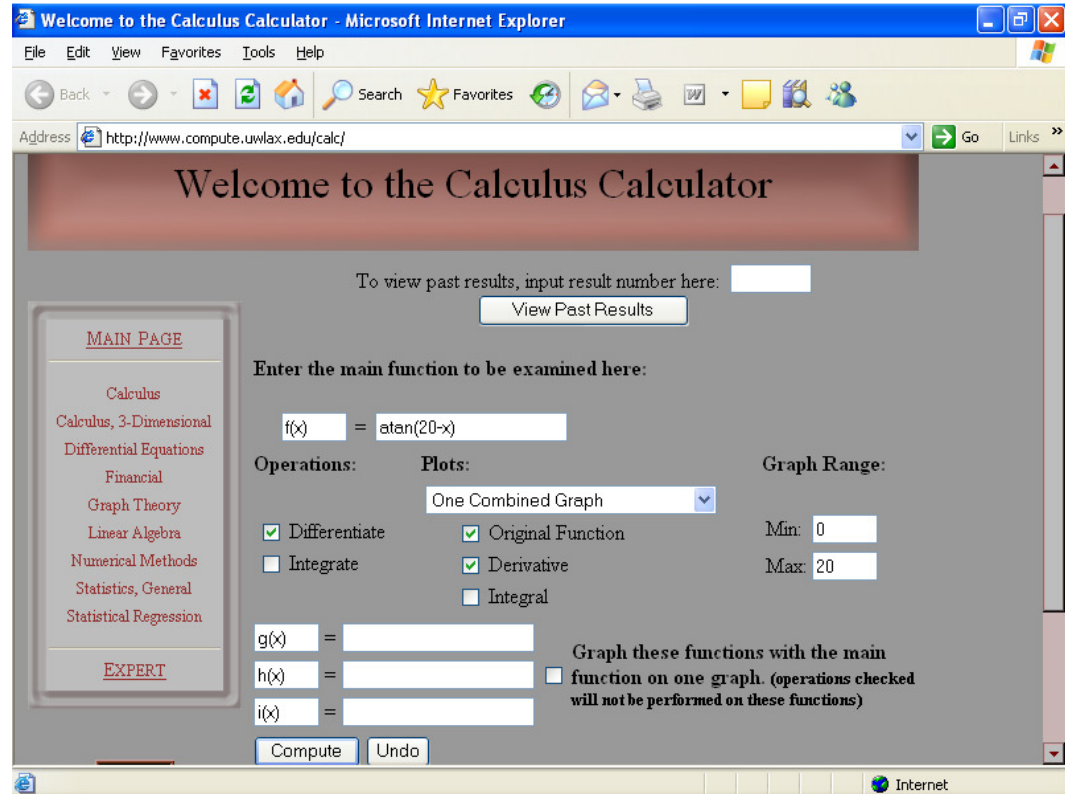 Welcome to the Calculus Calculator - Microsoft Internet Explorer
File Edit View Favorites Tools Help
Back Search Favorites
Address http://www.compute.uwlax.edu/calc/ Go Links »
Welcome to the Calculus Calculator
To view past results, input result number here:
View Past Results
MAIN PAGE
Calculus
Calculus, 3-Dimensional
Differential Equations
Financial
Graph Theory
Linear Algebra
Numerical Methods
Statistics, General
Statistical Regression
EXPERT
Enter the main function to be examined here:
f(x) = atan(20-x)
Operations: Plots: Graph Range:
One Combined Graph
Differentiate Original Function Min: 0
Integrate Derivative Max: 20
Integral
g(x) =
h(x) =
i(x) =
Graph these functions with the main
function on one graph. (operations checked
will not be performed on these functions)
Compute Undo
Internet